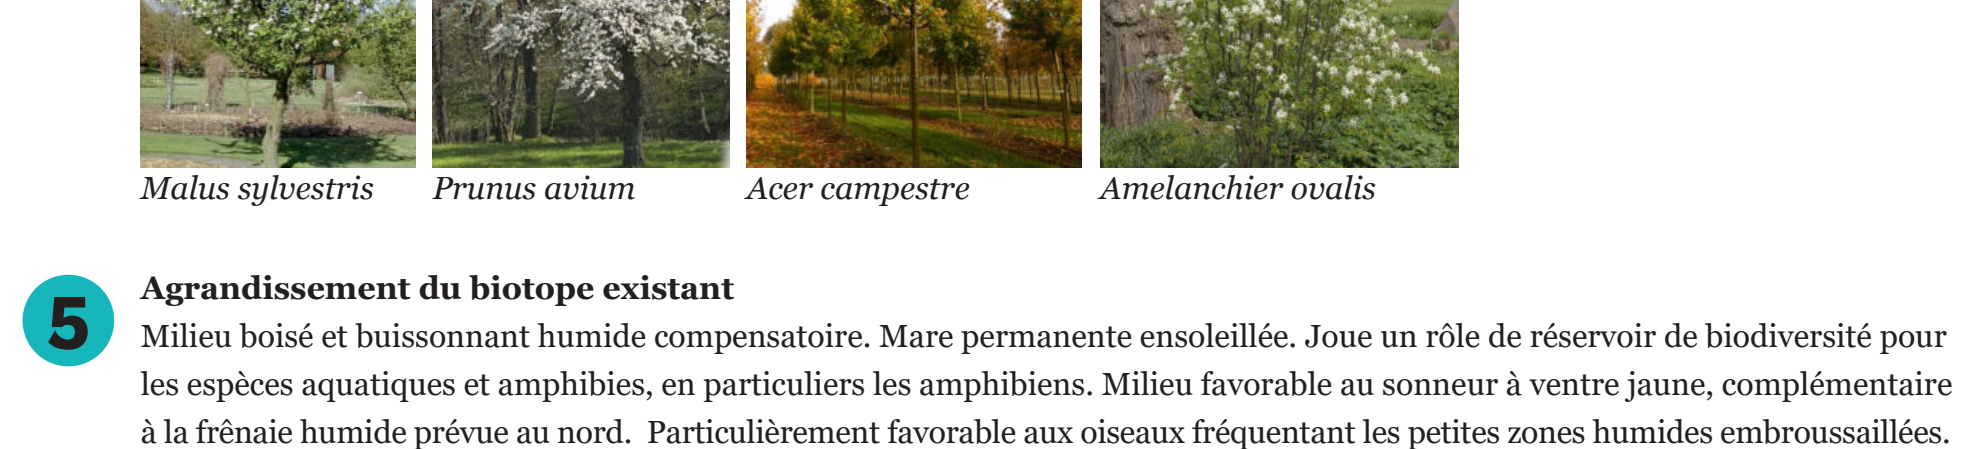 Malus sylvestris Prunus avium Acer campestre Amelanchier ovalis
5 Agrandissement du biotope existant
Milieu boisé et buissonnant humide compensatoire. Mare permanente ensoleillée. Joue un rôle de réservoir de biodiversité pour
les espèces aquatiques et amphibies, en particuliers les amphibiens. Milieu favorable au sonneur à ventre jaune, complémentaire
à la frênaie humide prévue au nord. Particulièrement favorable aux oiseaux fréquentant les petites zones humides embroussaillées.